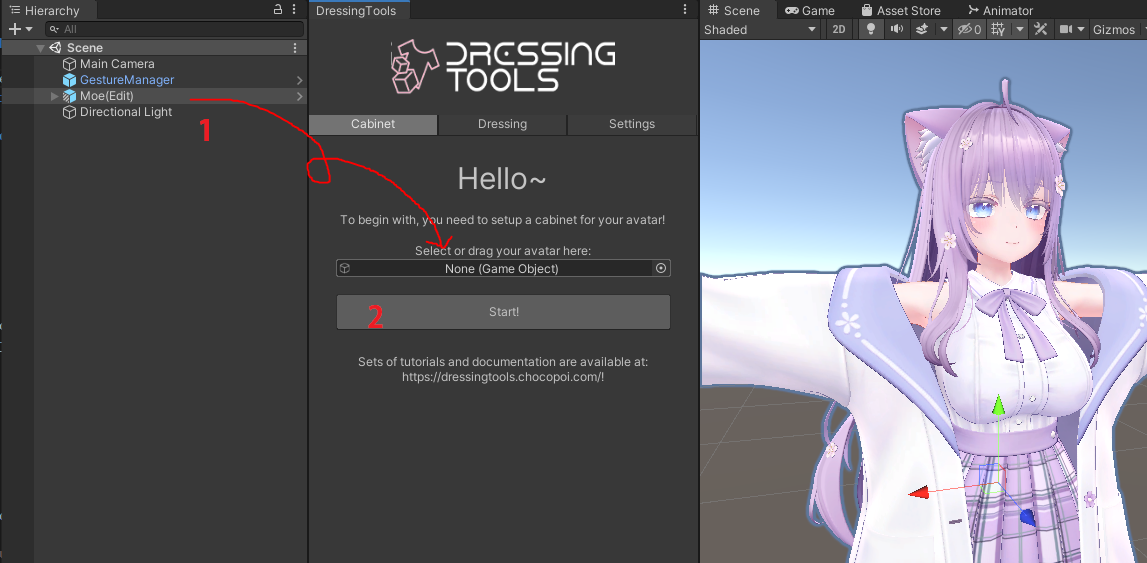 Hierarchy
All
Scene
Main Camera
GestureManager
Moe(Edit)
Directional Light
1
DressingTools
DRESSING
TOOLS
Cabinet Dressing Settings
Hello~
To begin with, you need to setup a cabinet for your avatar!
Select or drag your avatar here:
None (Game Object)
2
Start!
Sets of tutorials and documentation are available at:
https://dressingtools.chocopoi.com/!
Scene Game Asset Store Animator
Shaded 2D 0 Gizmos